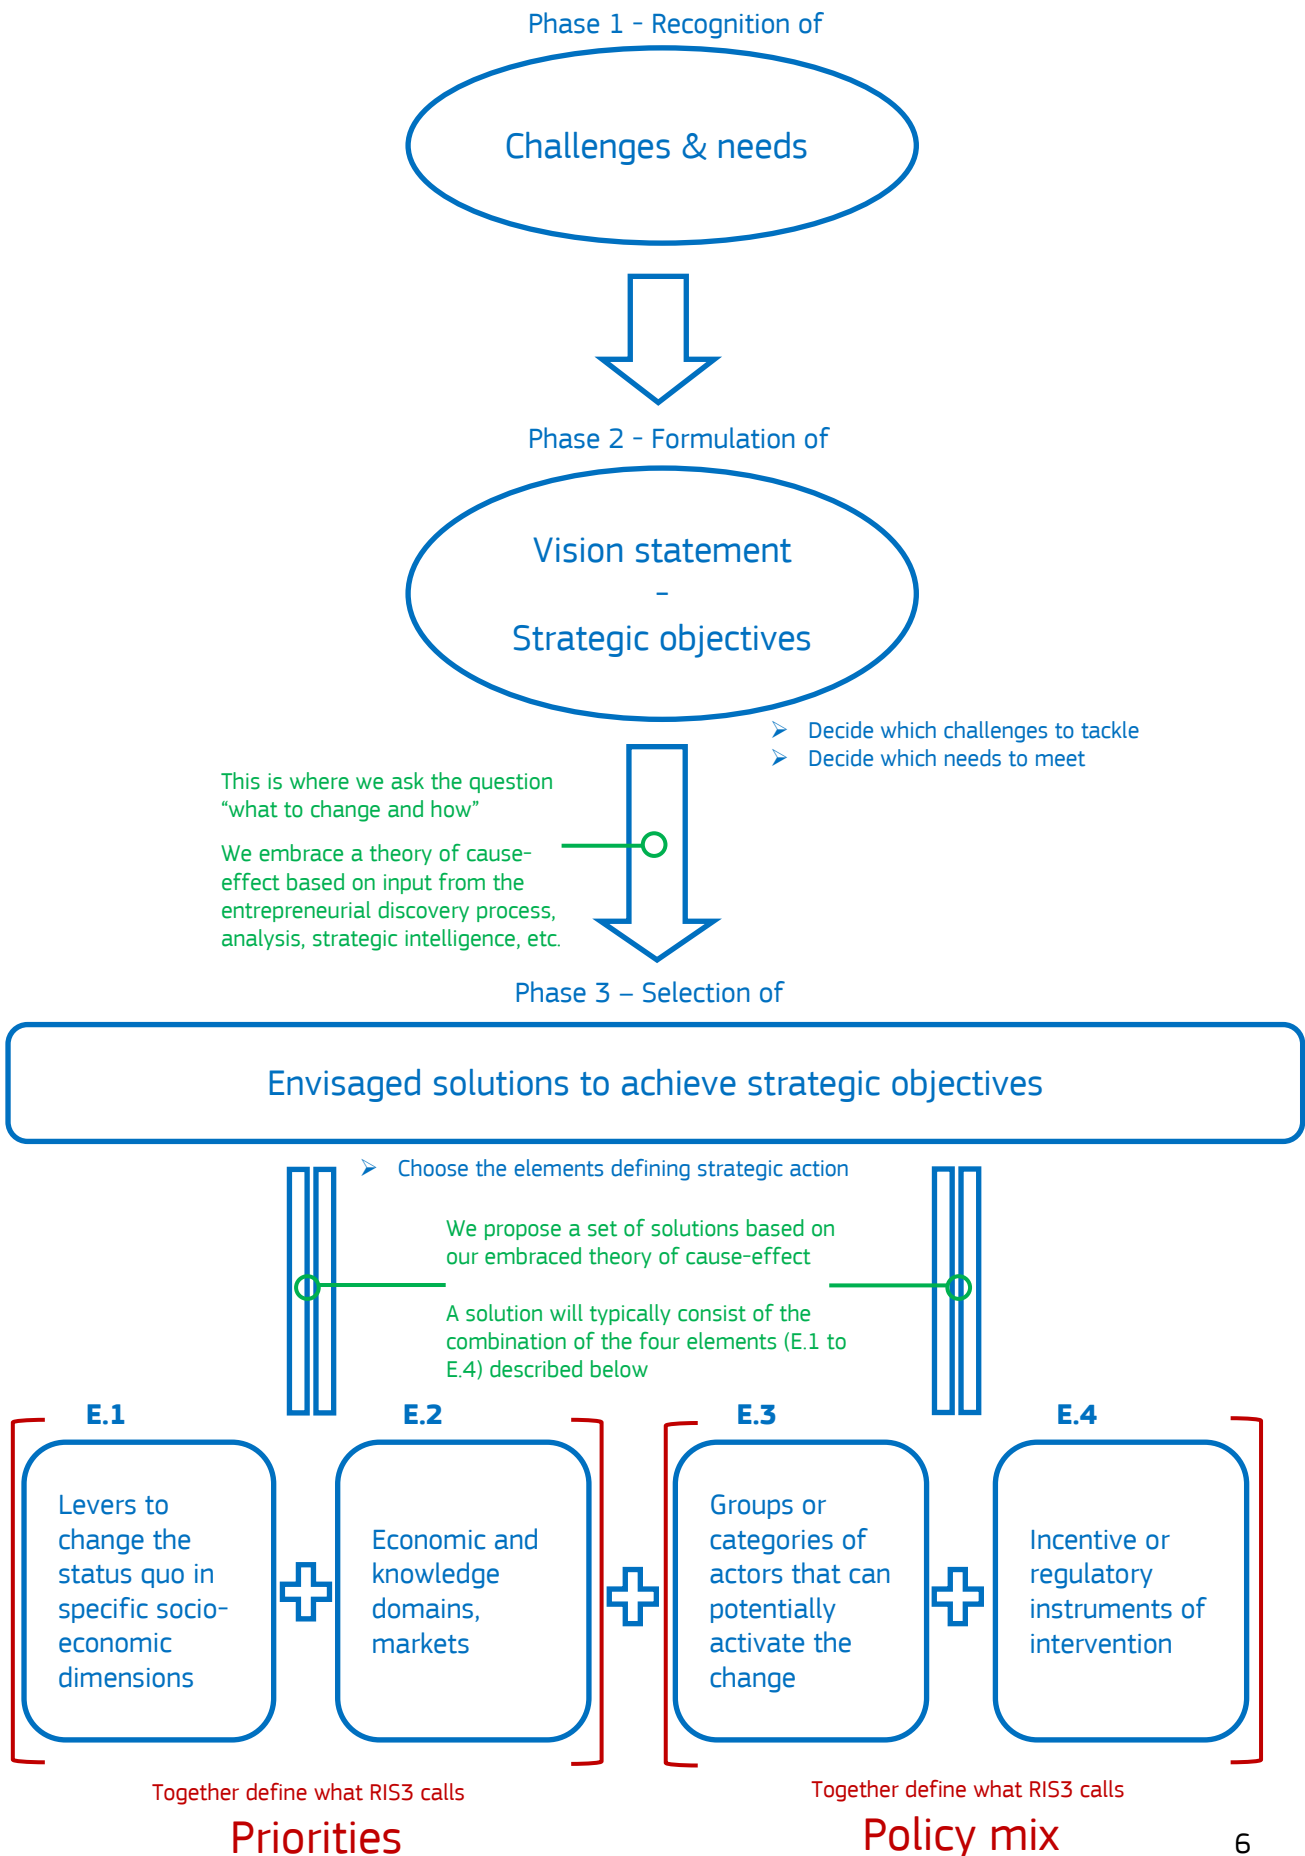 Phase 1 - Recognition of
Challenges & needs
Phase 2 - Formulation of
Vision statement
-
Strategic objectives
➢ Decide which challenges to tackle
➢ Decide which needs to meet
This is where we ask the question
“what to change and how”
We embrace a theory of cause-
effect based on input from the
entrepreneurial discovery process,
analysis, strategic intelligence, etc.
Phase 3 – Selection of
Envisaged solutions to achieve strategic objectives
➢ Choose the elements defining strategic action
We propose a set of solutions based on
our embraced theory of cause-effect
A solution will typically consist of the
combination of the four elements (E.1 to
E.4) described below
E.1
Levers to
change the
status quo in
specific socio-
economic
dimensions
E.2
Economic and
knowledge
domains,
markets
E.3
Groups or
categories of
actors that can
potentially
activate the
change
E.4
Incentive or
regulatory
instruments of
intervention
Together define what RIS3 calls
Priorities
Together define what RIS3 calls
Policy mix
6